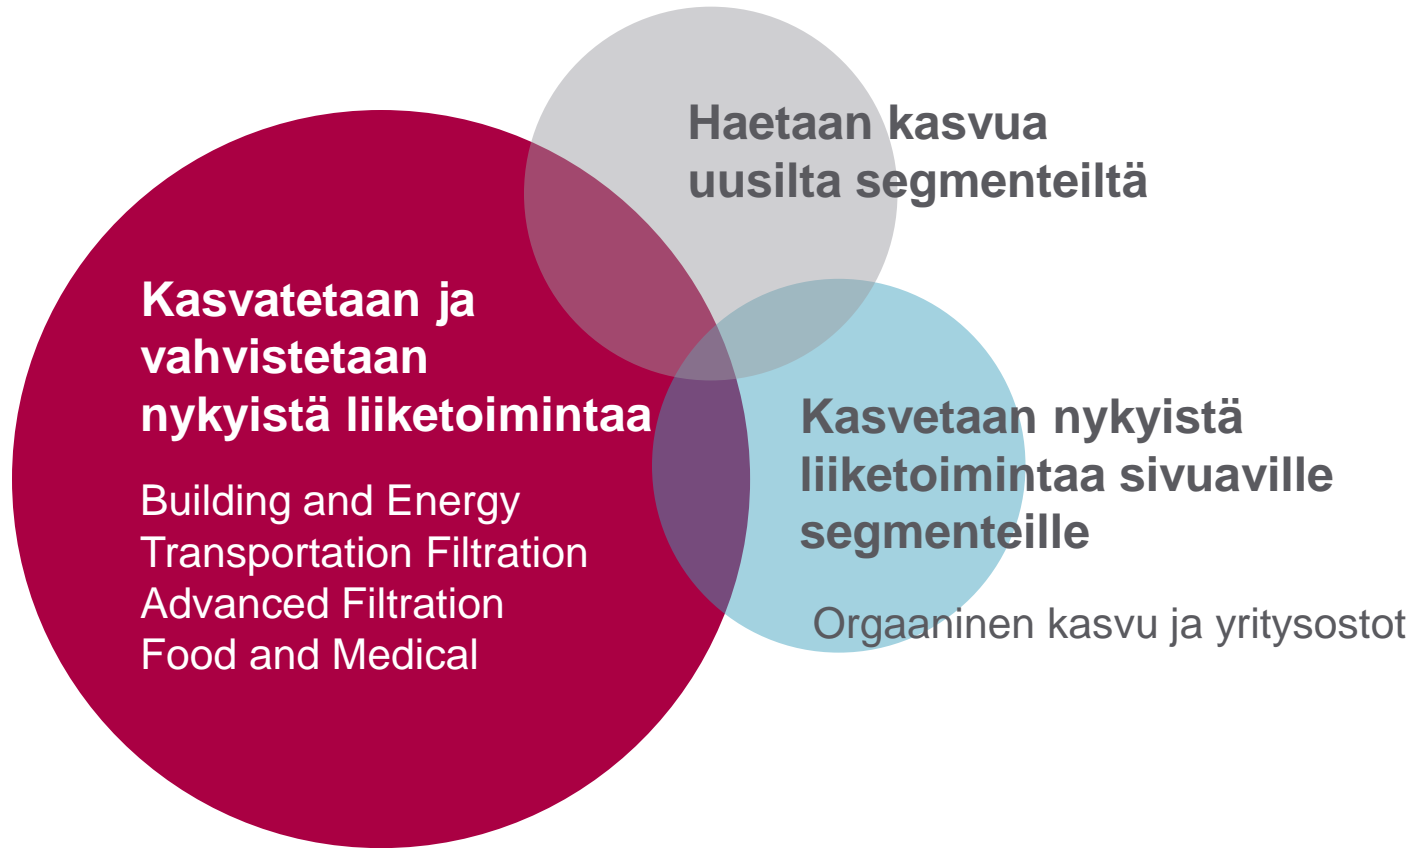 Haetaan kasvua
uusilta segmenteiltä
Kasvatetaan ja
vahvistetaan
nykyistä liiketoimintaa
Building and Energy
Transportation Filtration
Advanced Filtration
Food and Medical
Kasvetaan nykyistä
liiketoimintaa sivuaville
segmenteille
Orgaaninen kasvu ja yritysostot